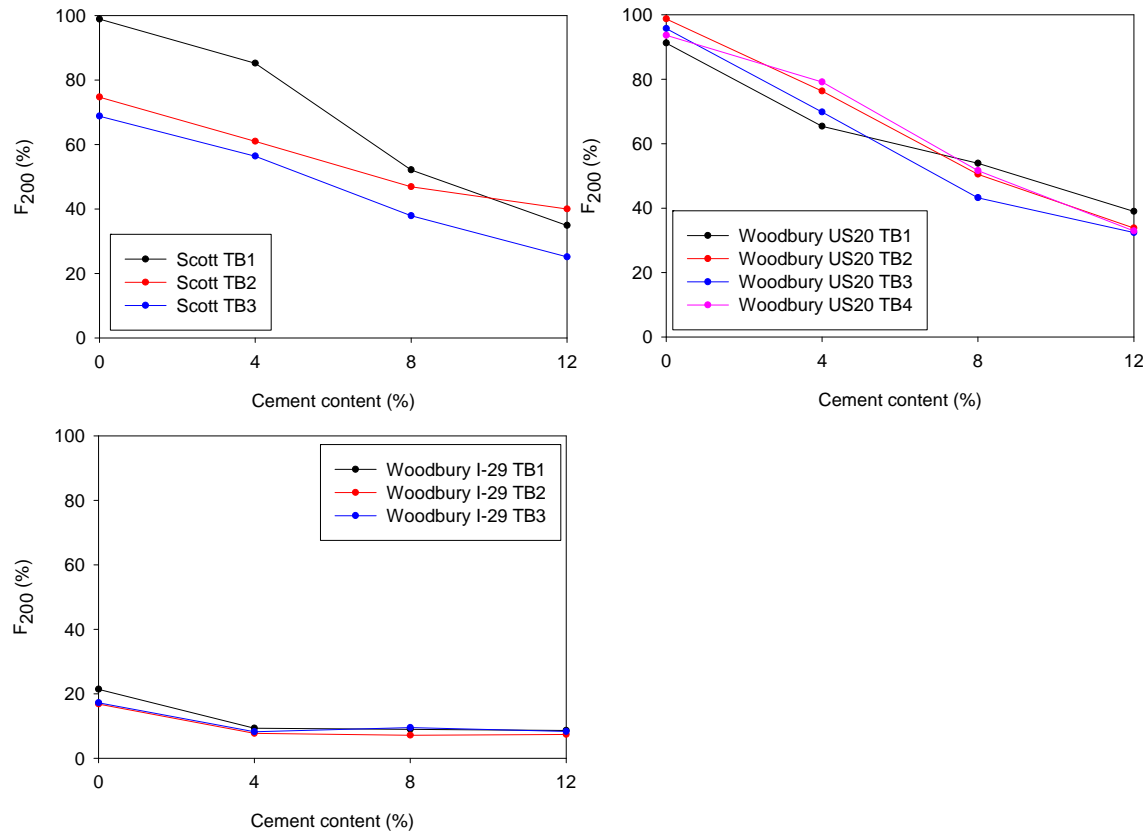 100
80
60
40
20
0
F200 (%)
Scott TB1
Scott TB2
Scott TB3
0 4 8 12
Cement content (%)
100
80
60
40
20
0
F200 (%)
Woodbury US20 TB1
Woodbury US20 TB2
Woodbury US20 TB3
Woodbury US20 TB4
0 4 8 12
Cement content (%)
100
80
60
40
20
0
F200 (%)
Woodbury I-29 TB1
Woodbury I-29 TB2
Woodbury I-29 TB3
0 4 8 12
Cement content (%)